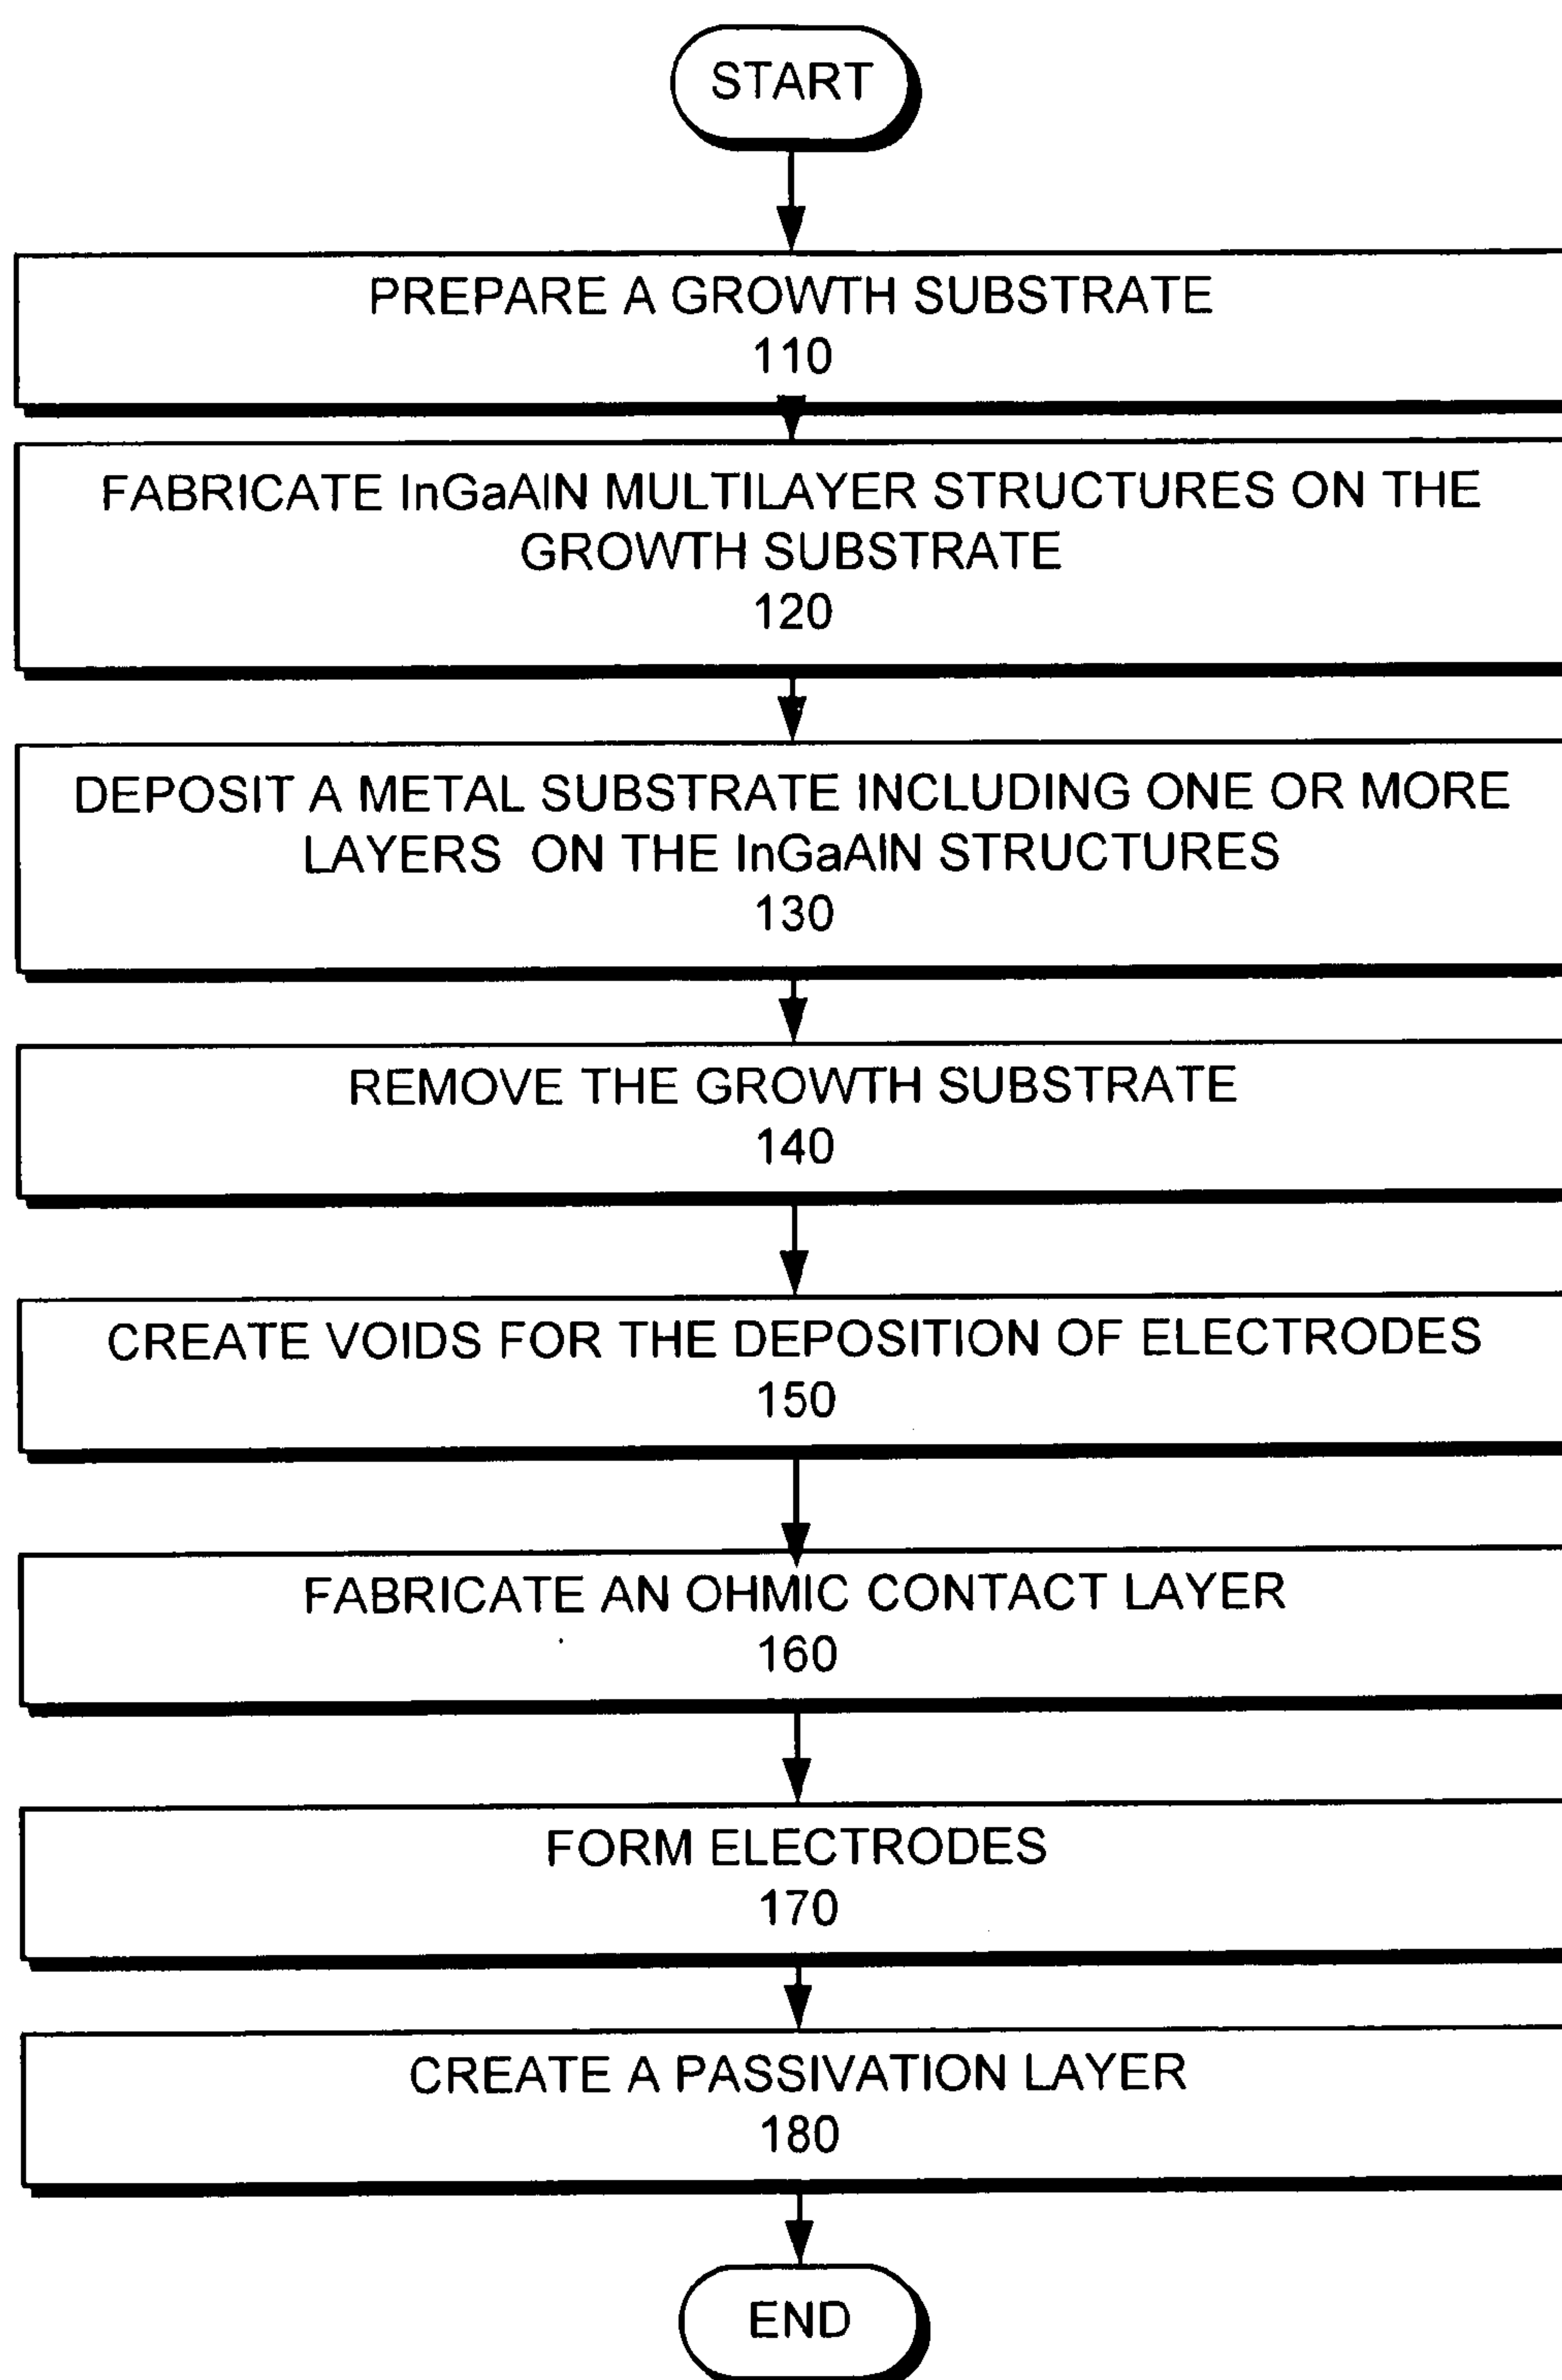 START
PREPARE A GROWTH SUBSTRATE
110
FABRICATE InGaAlN MULTILAYER STRUCTURES ON THE
GROWTH SUBSTRATE
120
DEPOSIT A METAL SUBSTRATE INCLUDING ONE OR MORE
LAYERS ON THE InGaAlN STRUCTURES
130
REMOVE THE GROWTH SUBSTRATE
140
CREATE VOIDS FOR THE DEPOSITION OF ELECTRODES
150
FABRICATE AN OHMIC CONTACT LAYER
160
FORM ELECTRODES
170
CREATE A PASSIVATION LAYER
180
END